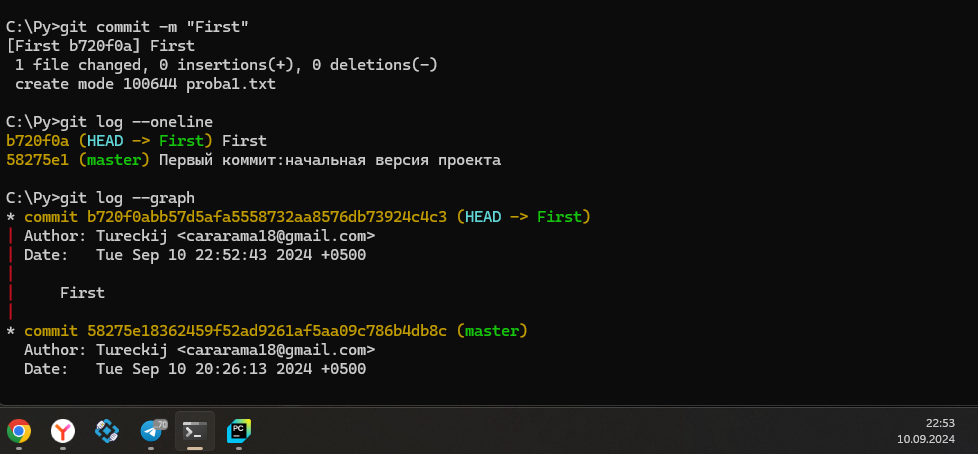 C:\Py>git commit -m "First"
[First b720f0a] First
 1 file changed, 0 insertions(+), 0 deletions(-)
 create mode 100644 proba1.txt
C:\Py>git log --oneline
b720f0a (HEAD -> First) First
58275e1 (master) Первый коммит:начальная версия проекта
C:\Py>git log --graph
* commit b720f0abb57d5afa5558732aa8576db73924c4c3 (HEAD -> First)
| Author: Tureckij <cararama18@gmail.com>
| Date:   Tue Sep 10 22:52:43 2024 +0500
|
|     First
|
* commit 58275e18362459f52ad9261af5aa09c786b4db8c (master)
  Author: Tureckij <cararama18@gmail.com>
  Date:   Tue Sep 10 20:26:13 2024 +0500
70
PC
22:53
10.09.2024